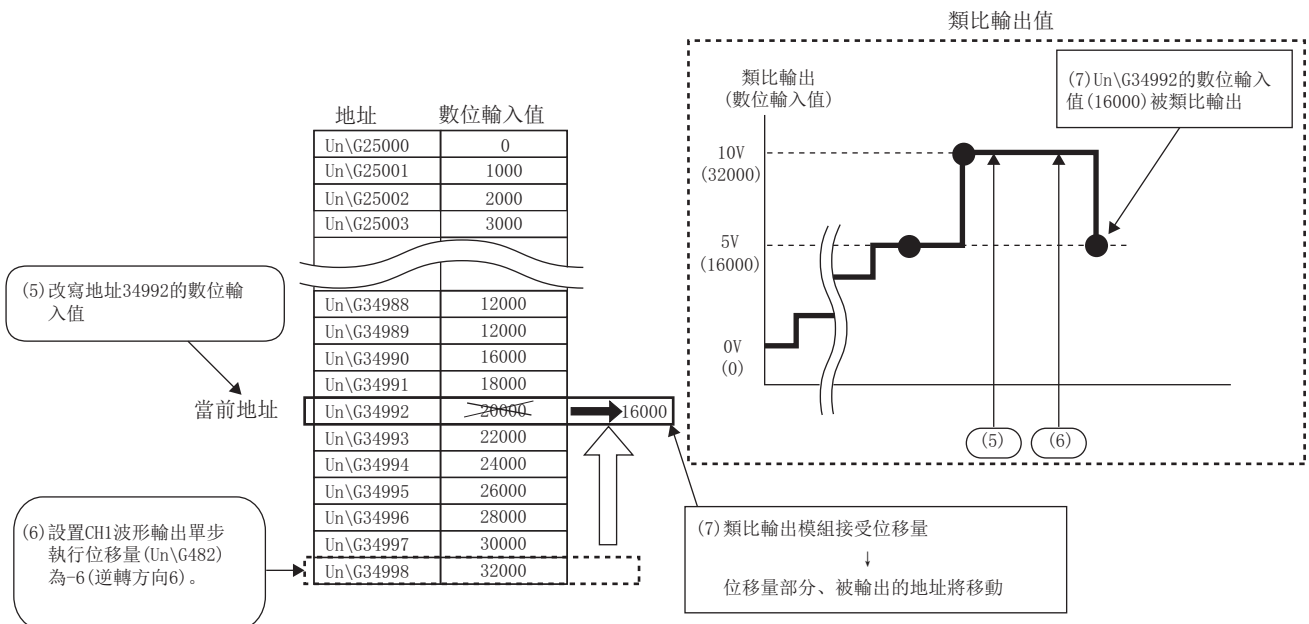 類比輸出值
類比輸出
(數位輸入值)
(7)Un\G34992的數位輸入
值(16000)被類比輸出
10V
(32000)
5V
(16000)
0V
(0)
(5)
(6)
地址 數位輸入值
Un\G25000 0
Un\G25001 1000
Un\G25002 2000
Un\G25003 3000
Un\G34988 12000
Un\G34989 12000
Un\G34990 16000
Un\G34991 18000
當前地址 Un\G34992 20000 16000
Un\G34993 22000
Un\G34994 24000
Un\G34995 26000
Un\G34996 28000
Un\G34997 30000
Un\G34998 32000
(5)改寫地址34992的數位輸
入值
(6)設置CH1波形輸出單步
執行位移量(Un\G482)
為-6(逆轉方向6)。
(7)類比輸出模組接受位移量
↓
位移量部分、被輸出的地址將移動